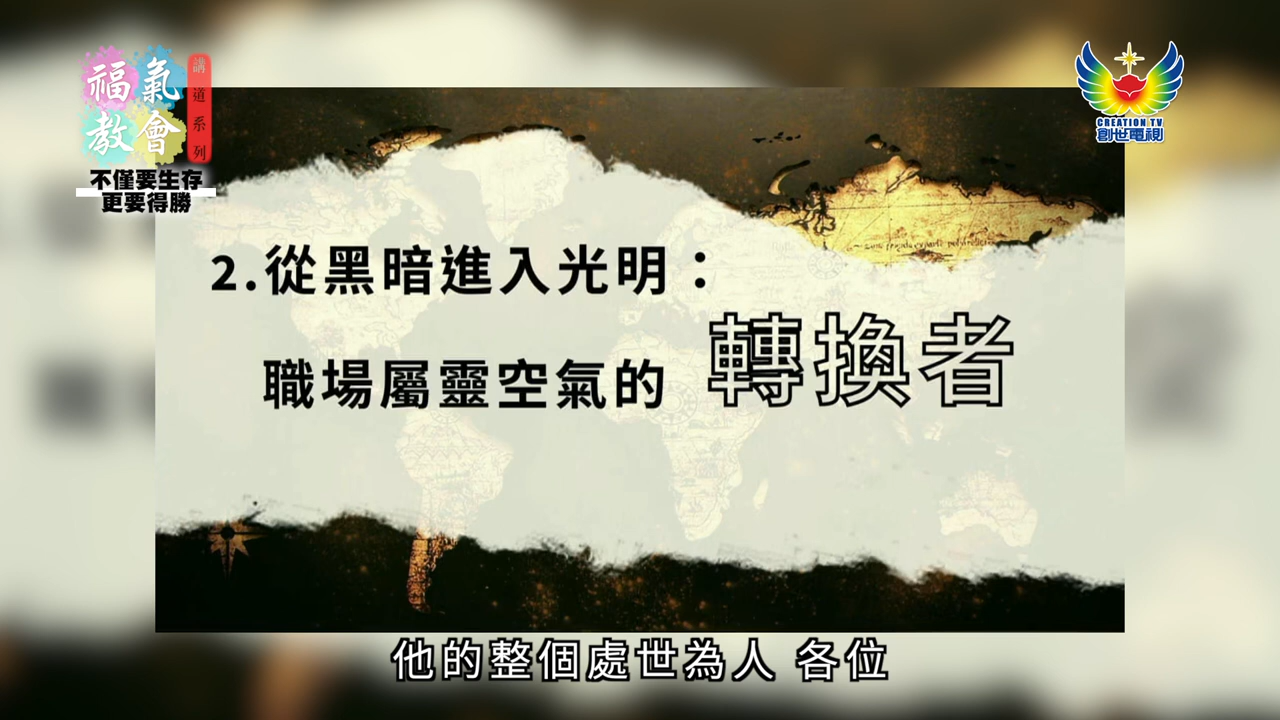 福氣
教會
講道系列
不僅要生存
更要得勝
CREATION TV
創世電視
2.從黑暗進入光明：
職場屬靈空氣的 轉換者
他的整個處世為人 各位